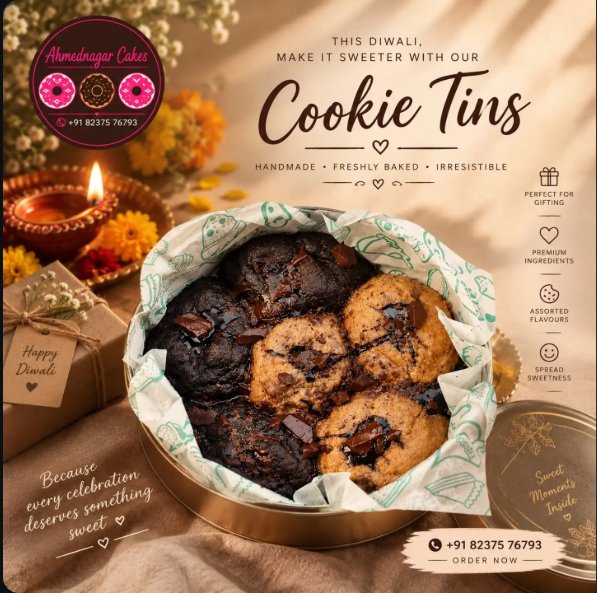 Ahmednagar Cakes
+91 82375 76793
THIS DIWALI,
MAKE IT SWEETER WITH OUR
Cookie Tins
HANDMADE • FRESHLY BAKED • IRRESISTIBLE
PERFECT FOR
GIFTING
PREMIUM
INGREDIENTS
ASSORTED
FLAVOURS
SPREAD
SWEETNESS
Happy
Diwali
Because
every celebration
deserves something
sweet
Sweet
Moments
Inside
+91 82375 76793
ORDER NOW